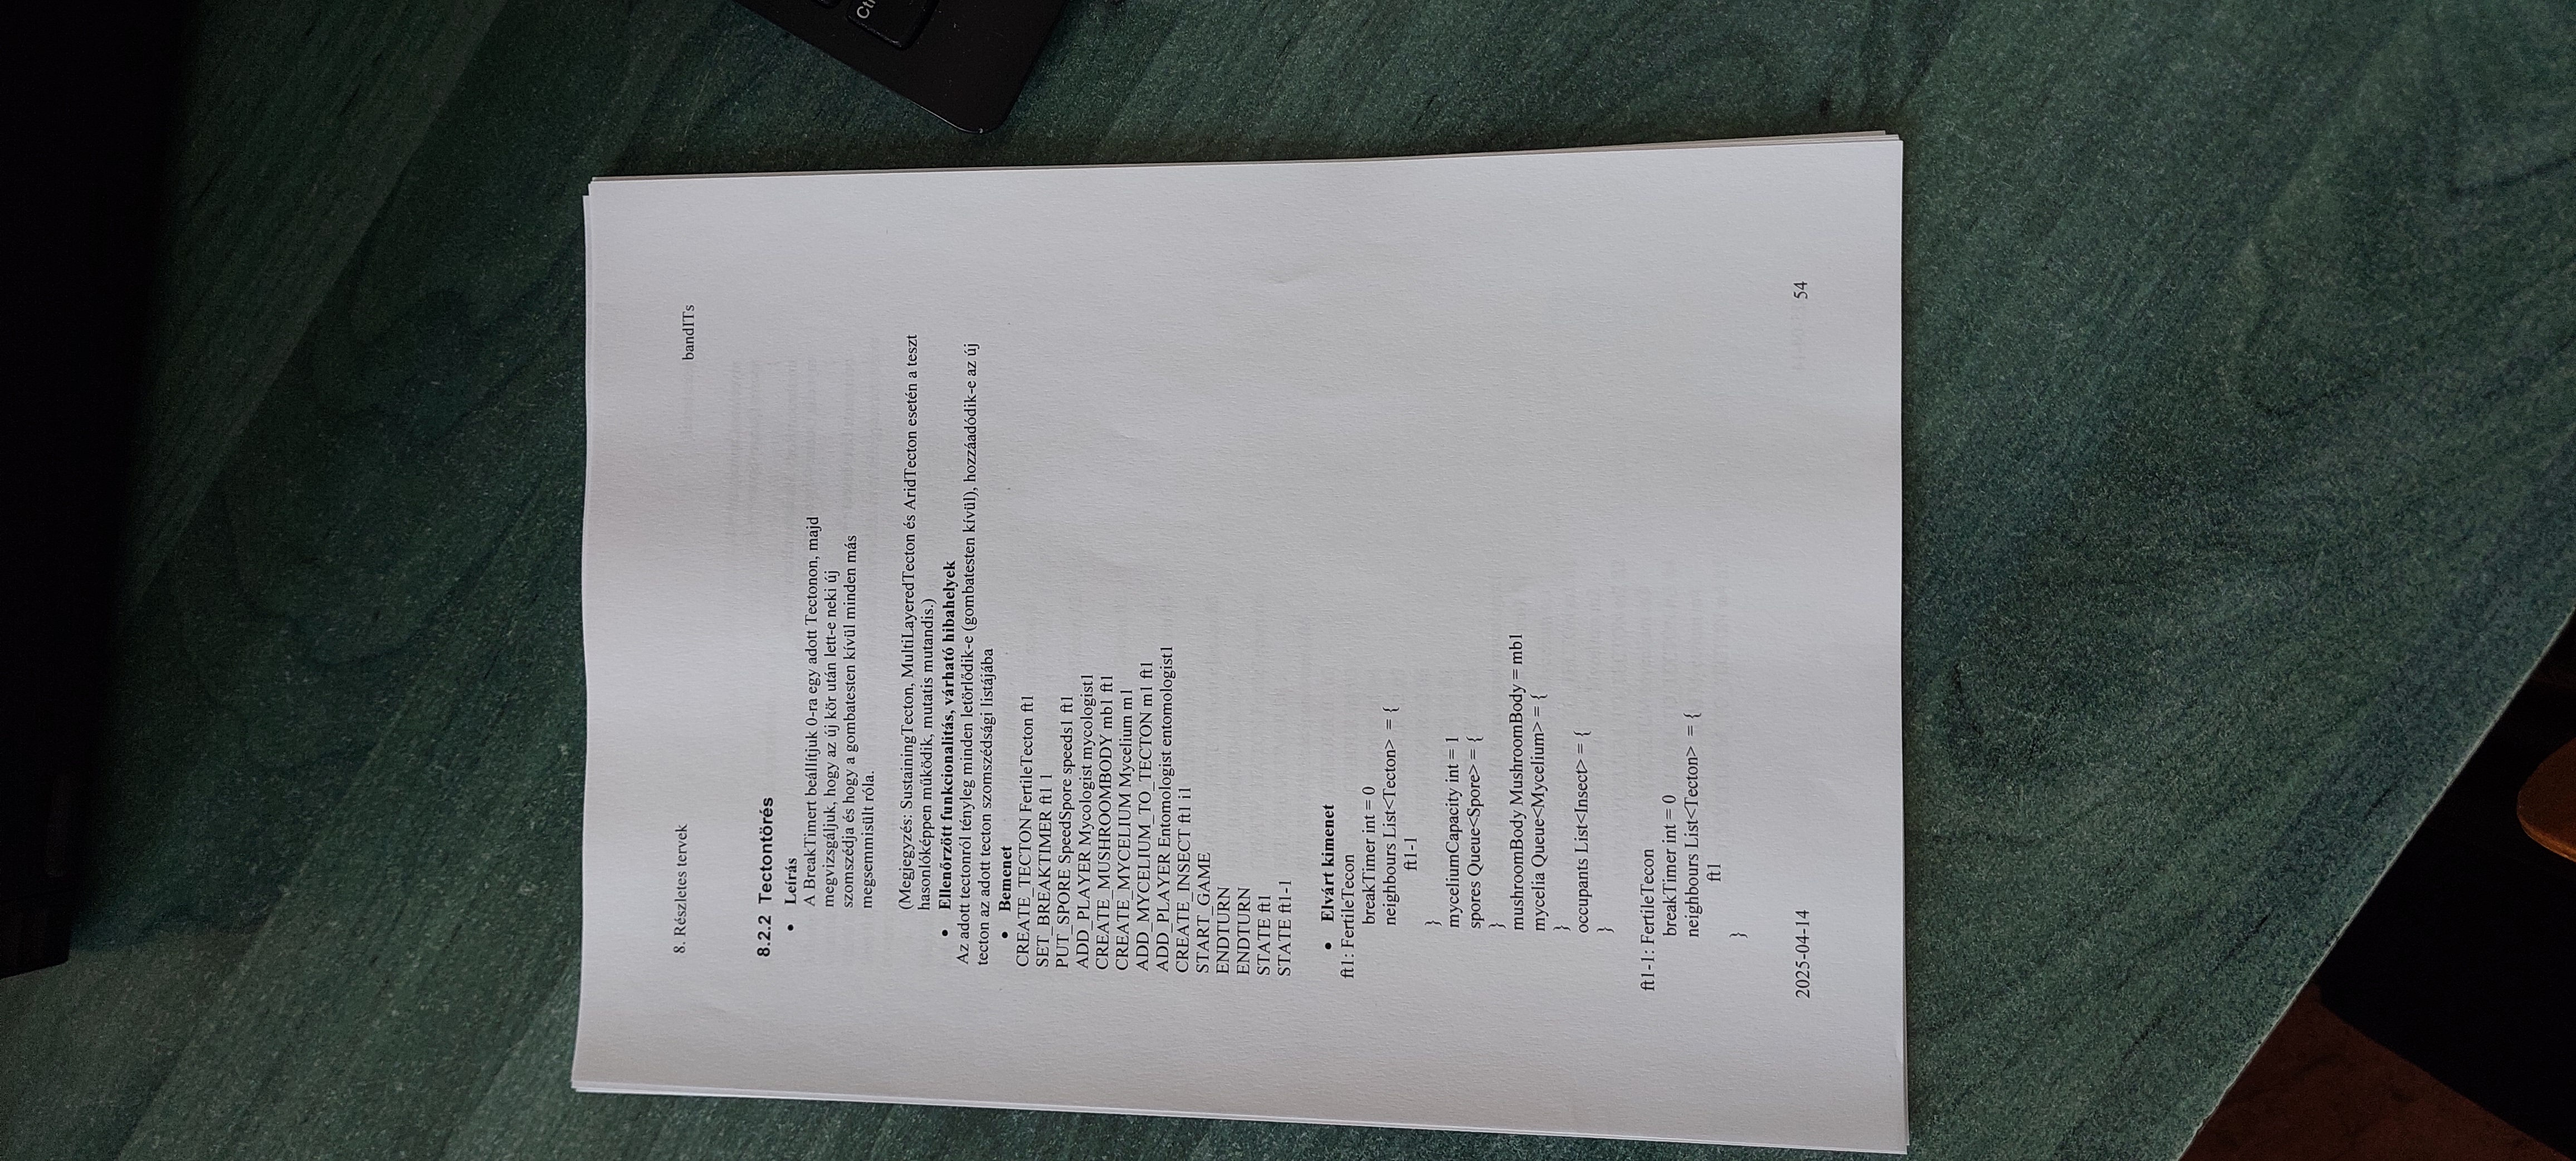 8. Részletes tervek
bandITs
8.2.2 Tectontörés
• Leírás
A BreakTimert beállítjuk 0-ra egy adott Tectonon, majd
megvizsgáljuk, hogy az új kör után lett-e neki új
szomszédja és hogy a gombatesten kívül minden más
megsemmisült róla.
(Megjegyzés: SustainingTecton, MultiLayeredTecton és AridTecton esetén a teszt
hasonlóképpen működik, mutatis mutandis.)
• Ellenőrzött funkcionalitás, várható hibahelyek
Az adott tectonról tényleg minden letörlődik-e (gombatesten kívül), hozzáadódik-e az új
tecton az adott tecton szomszédsági listájába
• Bemenet
CREATE_TECTON FertileTecton ft1
SET_BREAKTIMER ft1 1
PUT_SPORE SpeedSpore speeds1 ft1
ADD_PLAYER Mycologist mycologist1
CREATE_MUSHROOMBODY mb1 ft1
CREATE_MYCELIUM Mycelium m1
ADD_MYCELIUM_TO_TECTON m1 ft1
ADD_PLAYER Entomologist entomologist1
CREATE_INSECT ft1 i1
START_GAME
ENDTURN
ENDTURN
STATE ft1
STATE ft1-1
• Elvárt kimenet
ft1: FertileTecon
breakTimer int = 0
neighbours List<Tecton> = {
ft1-1
}
myceliumCapacity int = 1
spores Queue<Spore> = {
}
mushroomBody MushroomBody = mb1
mycelia Queue<Mycelium> = {
}
occupants List<Insect> = {
}
ft1-1: FertileTecon
breakTimer int = 0
neighbours List<Tecton> = {
ft1
}
2025-04-14
54